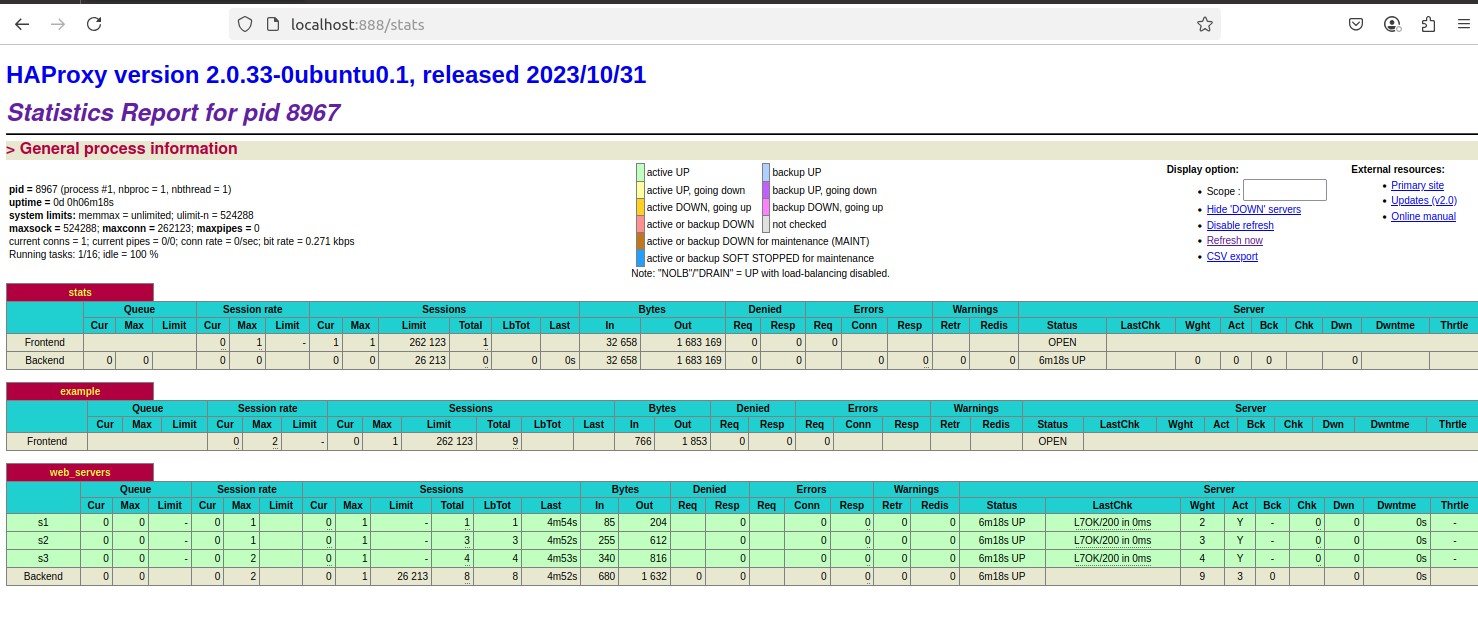 localhost:888/stats
HAProxy version 2.0.33-0ubuntu0.1, released 2023/10/31
Statistics Report for pid 8967
> General process information
pid = 8967 (process #1, nbproc = 1, nbthread = 1)
uptime = 0d 0h06m18s
system limits: memmax = unlimited; ulimit-n = 524288
maxsock = 524288; maxconn = 262123; maxpipes = 0
current conns = 1; current pipes = 0/0; conn rate = 0/sec; bit rate = 0.271 kbps
Running tasks: 1/16; idle = 100 %
active UP backup UP
active UP, going down backup UP, going down
active DOWN, going up backup DOWN, going up
active or backup DOWN not checked
active or backup DOWN for maintenance (MAINT)
active or backup SOFT STOPPED for maintenance
Note: "NOLB"/"DRAIN" = UP with load-balancing disabled.
Display option:
• Scope :
• Hide 'DOWN' servers
• Disable refresh
• Refresh now
• CSV export
External resources:
• Primary site
• Updates (v2.0)
• Online manual
stats
Queue Session rate Sessions Bytes Denied Errors Warnings Server
Cur Max Limit Cur Max Limit Cur Max Limit Total LbTot Last In Out Req Resp Req Conn Resp Retr Redis Status LastChk Wght Act Bck Chk Dwn Dwntme Thrtle
Frontend 0 1 - 1 1 262 123 1 32 658 1 683 169 0 0 0 OPEN
Backend 0 0 0 0 0 0 26 213 0 0 0s 32 658 1 683 169 0 0 0 0 0 0 6m18s UP 0 0 0 0
example
Queue Session rate Sessions Bytes Denied Errors Warnings Server
Cur Max Limit Cur Max Limit Cur Max Limit Total LbTot Last In Out Req Resp Req Conn Resp Retr Redis Status LastChk Wght Act Bck Chk Dwn Dwntme Thrtle
Frontend 0 2 - 0 1 262 123 9 766 1 853 0 0 0 OPEN
web_servers
Queue Session rate Sessions Bytes Denied Errors Warnings Server
Cur Max Limit Cur Max Limit Cur Max Limit Total LbTot Last In Out Req Resp Req Conn Resp Retr Redis Status LastChk Wght Act Bck Chk Dwn Dwntme Thrtle
s1 0 0 - 0 1 0 1 - 1 1 4m54s 85 204 0 0 0 0 0 6m18s UP L7OK/200 in 0ms 2 Y - 0 0 0s -
s2 0 0 - 0 1 0 1 - 3 3 4m52s 255 612 0 0 0 0 0 6m18s UP L7OK/200 in 0ms 3 Y - 0 0 0s -
s3 0 0 - 0 2 0 1 - 4 4 4m53s 340 816 0 0 0 0 0 6m18s UP L7OK/200 in 0ms 4 Y - 0 0 0s -
Backend 0 0 0 2 0 1 26 213 8 8 4m52s 680 1 632 0 0 0 0 0 0 6m18s UP 9 3 0 0 0s